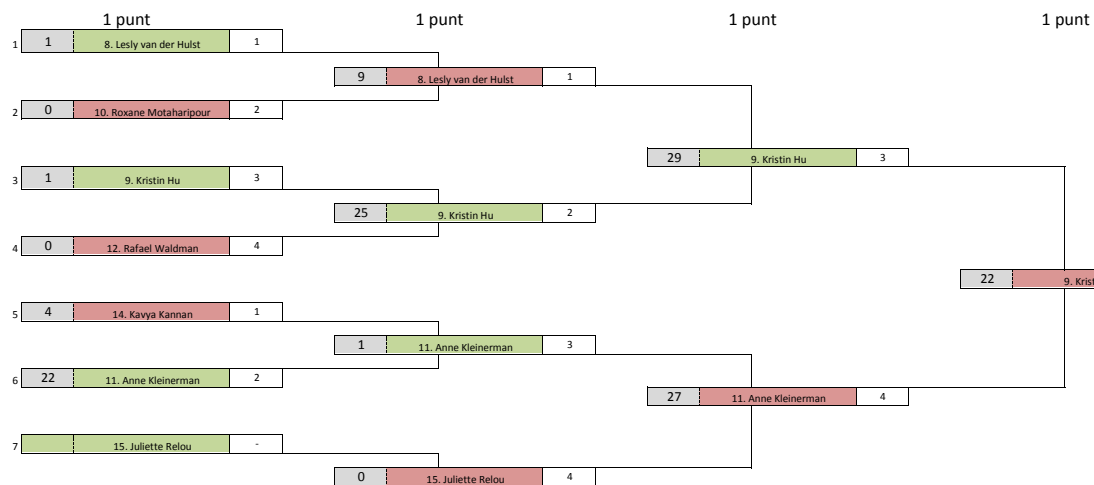 1 punt 1 punt 1 punt 1 punt
1 1 8. Lesly van der Hulst 1
9 8. Lesly van der Hulst 1
2 0 10. Roxane Motaharipour 2
29 9. Kristin Hu 3
3 1 9. Kristin Hu 3
25 9. Kristin Hu 2
4 0 12. Rafael Waldman 4
22 9. Krist
5 4 14. Kavya Kannan 1
1 11. Anne Kleinerman 3
6 22 11. Anne Kleinerman 2
27 11. Anne Kleinerman 4
7 15. Juliette Relou -
0 15. Juliette Relou 4